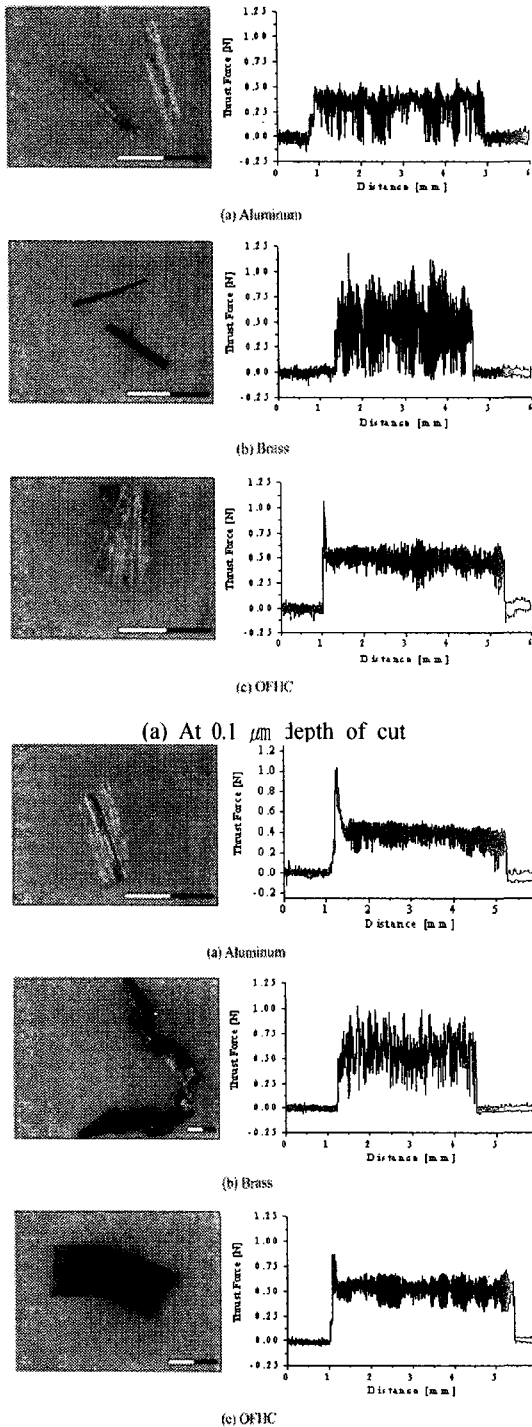 1.25
1.00
0.75
0.50
0.25
0.00
-0.25
Thrust Force [N]
0 1 2 3 4 5 6
Distance [mm]
(a) Aluminum
1.25
1.00
0.75
0.50
0.25
0.00
-0.25
Thrust Force [N]
0 1 2 3 4 5 6
Distance [mm]
(b) Brass
1.25
1.00
0.75
0.50
0.25
0.00
-0.25
Thrust Force [N]
0 1 2 3 4 5 6
Distance [mm]
(c) OFHC
(a) At 0.1 ㎛ depth of cut
1.2
1.0
0.8
0.6
0.4
0.2
0.0
-0.2
Thrust Force [N]
0 1 2 3 4 5
Distance [mm]
(a) Aluminum
1.25
1.00
0.75
0.50
0.25
0.00
-0.25
Thrust Force [N]
0 1 2 3 4 5 6
Distance [mm]
(b) Brass
1.25
1.00
0.75
0.50
0.25
0.00
-0.25
Thrust Force [N]
0 1 2 3 4 5
Distance [mm]
(c) OFHC